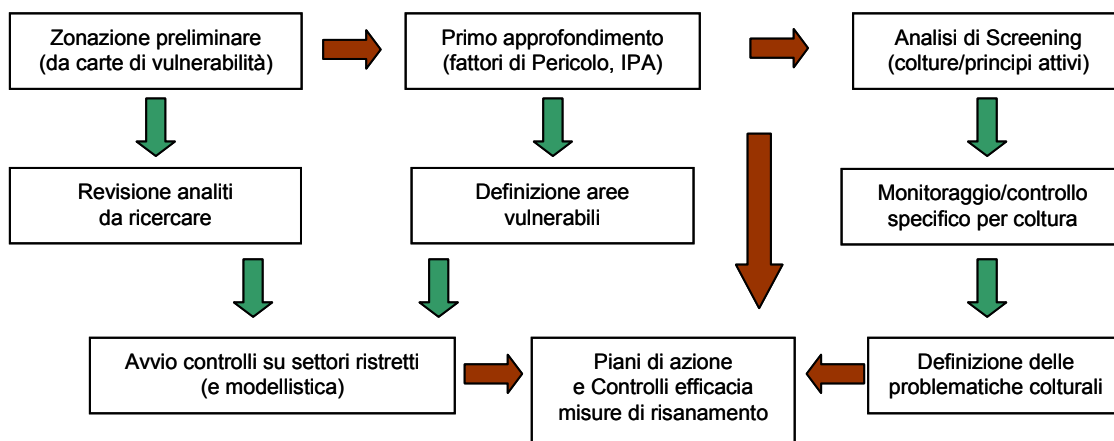 Zonazione preliminare
(da carte di vulnerabilità)
Primo approfondimento
(fattori di Pericolo, IPA)
Analisi di Screening
(colture/principi attivi)
Revisione analiti
da ricercare
Definizione aree
vulnerabili
Monitoraggio/controllo
specifico per coltura
Avvio controlli su settori ristretti
(e modellistica)
Piani di azione
e Controlli efficacia
misure di risanamento
Definizione delle
problematiche colturali